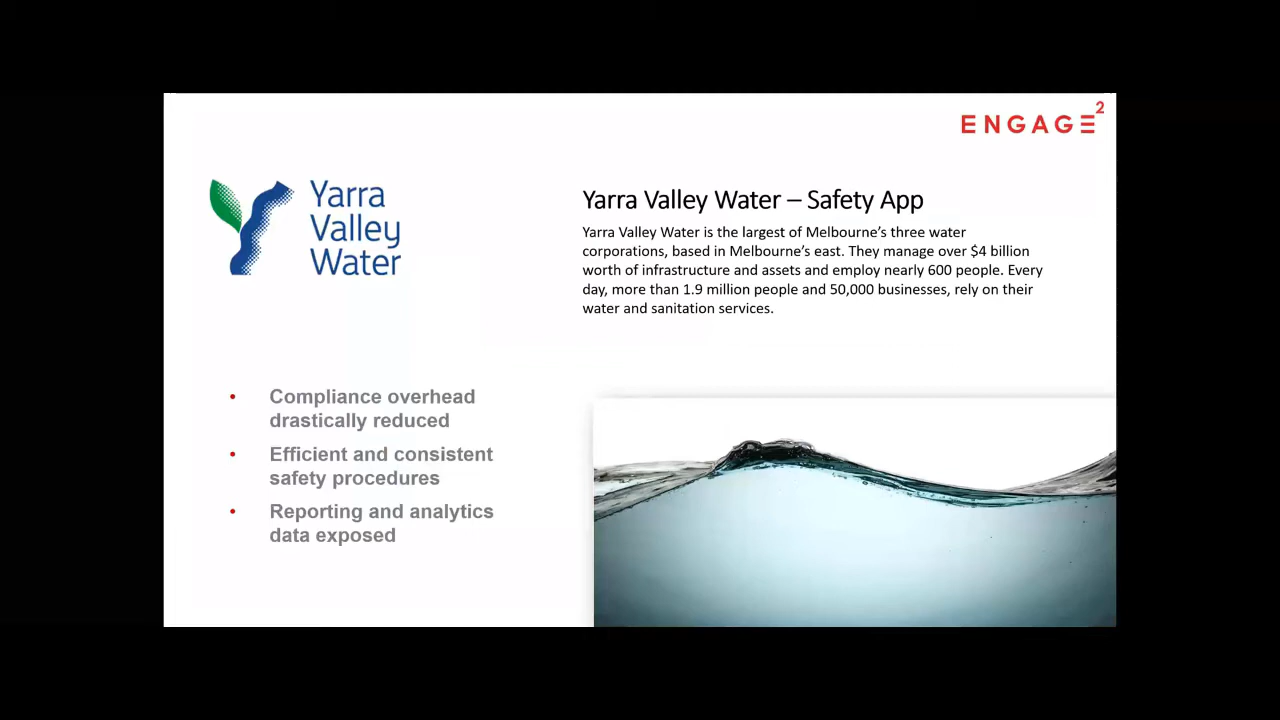 ENGAGE²
Yarra
Valley
Water
Yarra Valley Water – Safety App
Yarra Valley Water is the largest of Melbourne’s three water
corporations, based in Melbourne’s east. They manage over $4 billion
worth of infrastructure and assets and employ nearly 600 people. Every
day, more than 1.9 million people and 50,000 businesses, rely on their
water and sanitation services.
• Compliance overhead
drastically reduced
• Efficient and consistent
safety procedures
• Reporting and analytics
data exposed